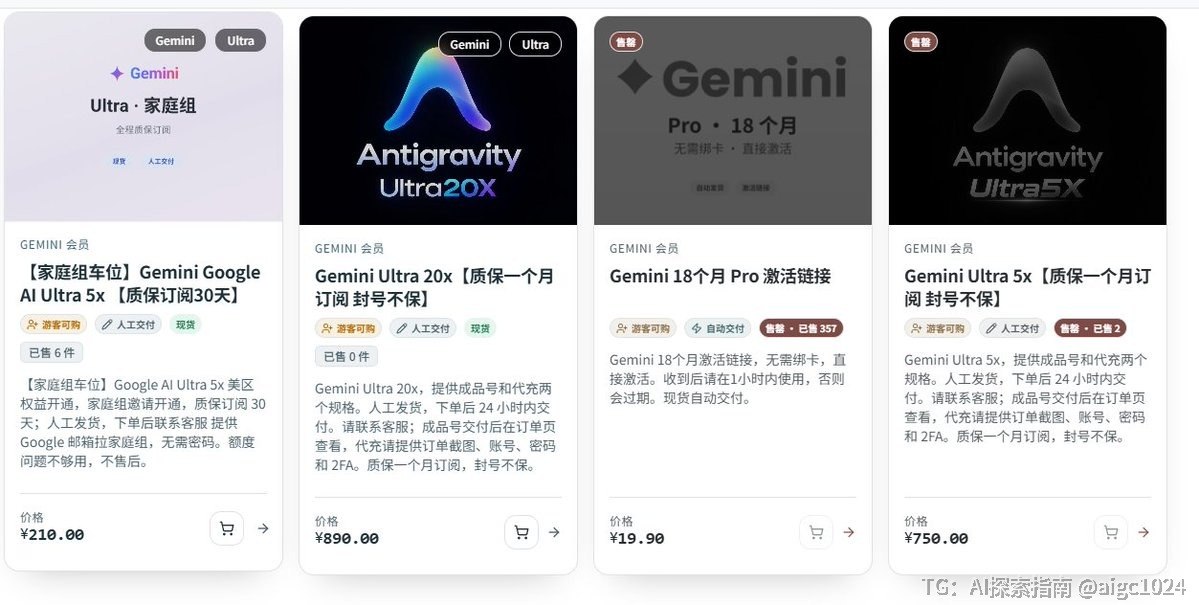 Gemini
Ultra
Gemini
Ultra · 家庭组
全程质保订阅
现货
人工交付
GEMINI 会员
【家庭组车位】Gemini Google
AI Ultra 5x 【质保订阅30天】
游客可购
人工交付
现货
已售 6 件
【家庭组车位】Google AI Ultra 5x 美区
权益开通，家庭组邀请开通，质保订阅 30
天；人工发货，下单后联系客服 提供
Google 邮箱拉家庭组，无需密码。额度
问题不够用，不售后。
价格
¥210.00
Gemini
Ultra
Antigravity
Ultra20X
GEMINI 会员
Gemini Ultra 20x【质保一个月
订阅 封号不保】
游客可购
人工交付
现货
已售 0 件
Gemini Ultra 20x，提供成品号和代充两
个规格。人工发货，下单后 24 小时内交
付。请联系客服；成品号交付后在订单页
查看，代充请提供订单截图、账号、密码
和 2FA。质保一个月订阅，封号不保。
价格
¥890.00
售罄
Gemini
Pro · 18 个月
无需绑卡 · 直接激活
自动发货
激活链接
GEMINI 会员
Gemini 18个月 Pro 激活链接
游客可购
自动交付
售罄 · 已售 357
Gemini 18个月激活链接，无需绑卡，直
接激活。收到后请在1小时内使用，否则
会过期。现货自动交付。
价格
¥19.90
售罄
Antigravity
Ultra5X
GEMINI 会员
Gemini Ultra 5x【质保一个月订
阅 封号不保】
游客可购
人工交付
售罄 · 已售 2
Gemini Ultra 5x，提供成品号和代充两个
规格。人工发货，下单后 24 小时内交
付。请联系客服；成品号交付后在订单页
查看，代充请提供订单截图、账号、密码
和 2FA。质保一个月订阅，封号不保。
价格
¥750.00
TG：AI探索指南 @aigc1024